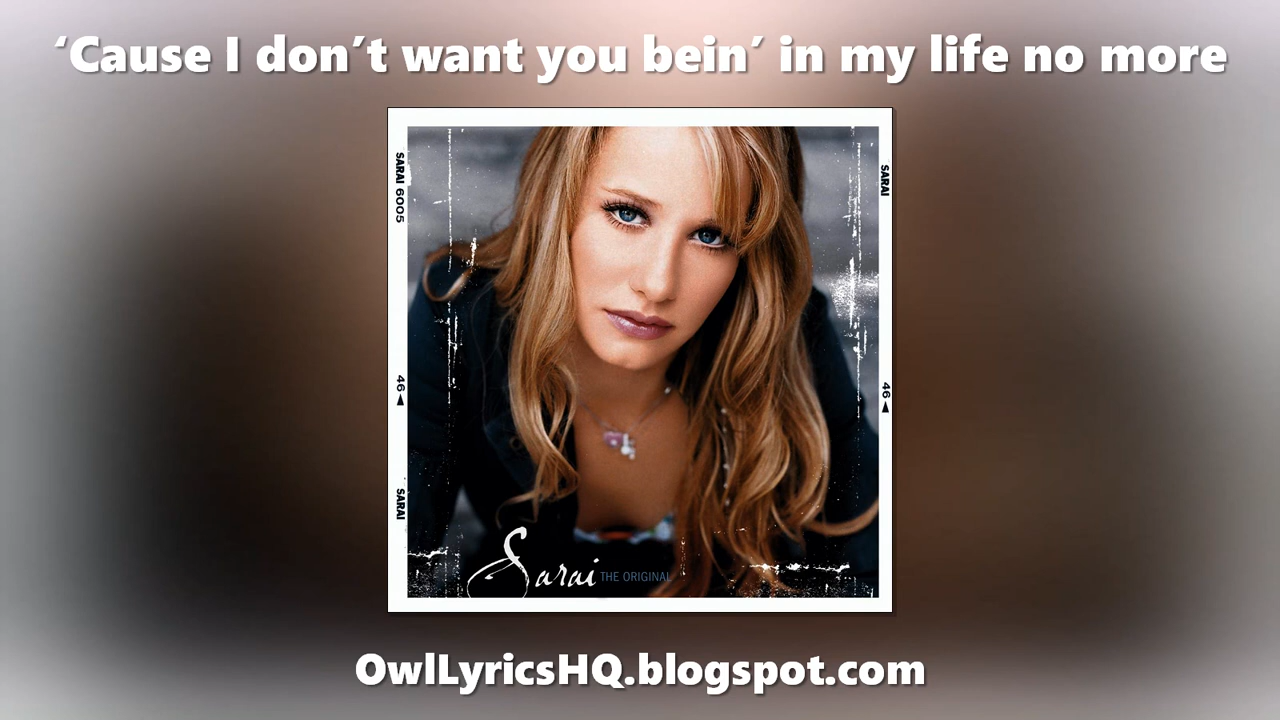 ‘Cause I don’t want you bein’ in my life no more
SARAI 6005
SARAI
46
46
SARAI
Sarai THE ORIGINAL
OwlLyricsHQ.blogspot.com